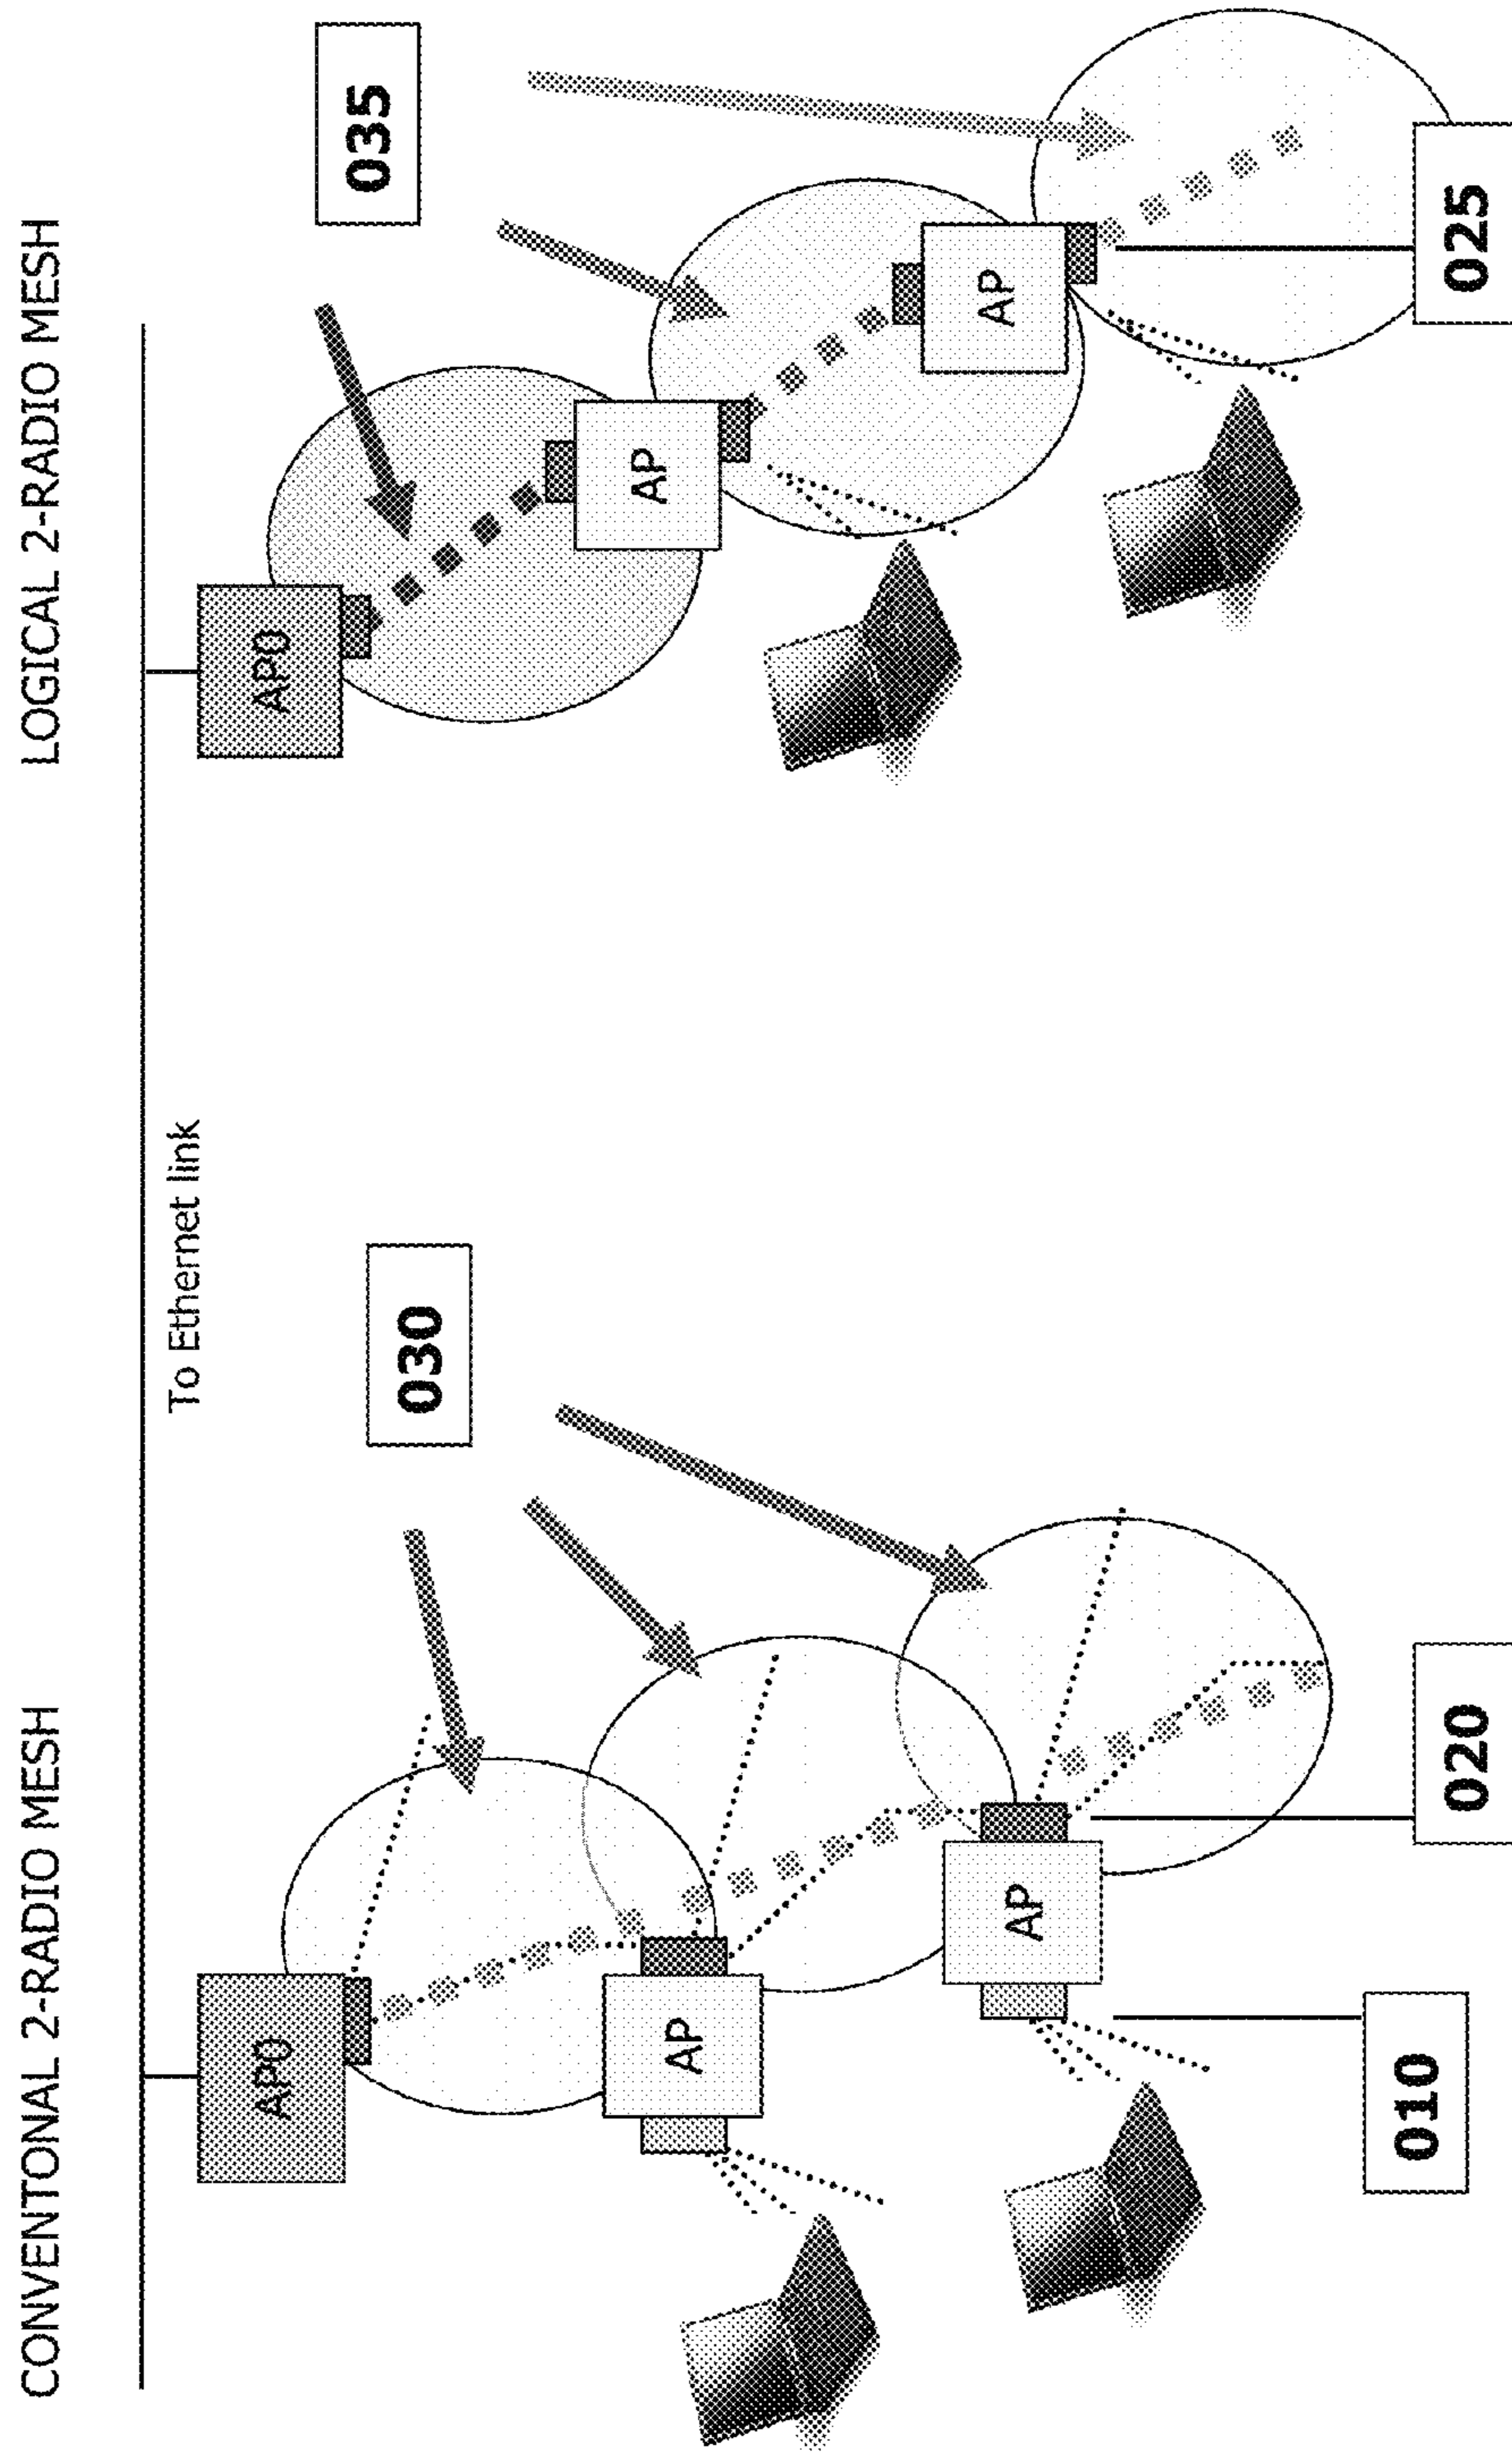 CONVENTONAL 2-RADIO MESH
LOGICAL 2-RADIO MESH
To Ethernet link
AP0
AP
AP
030
010
020
AP0
AP
AP
035
025